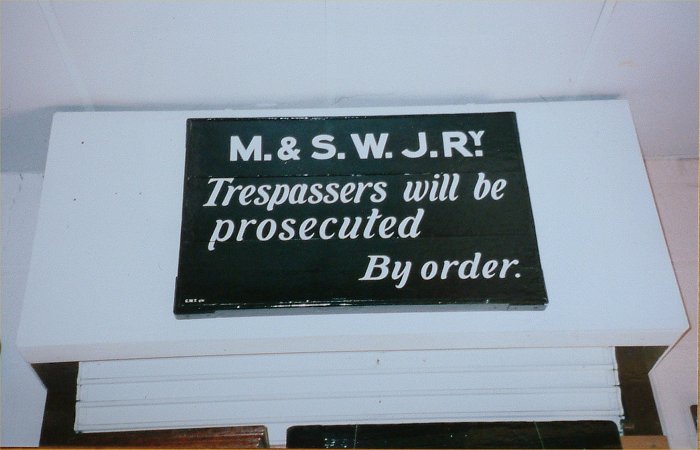 M. & S. W. J. RY.
Trespassers will be
prosecuted
By order.